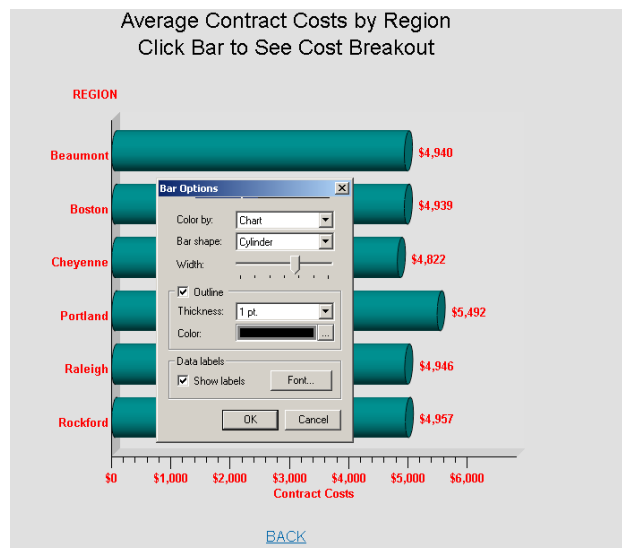 Average Contract Costs by Region
Click Bar to See Cost Breakout
REGION
Beaumont $4,940
Boston $4,939
Cheyenne $4,822
Portland $5,492
Raleigh $4,946
Rockford $4,957
Bar Options
Color by: Chart
Bar shape: Cylinder
Width:
Outline
Thickness: 1 pt.
Color: ...
Data labels
Show labels Font...
OK Cancel
$0 $1,000 $2,000 $3,000 $4,000 $5,000 $6,000
Contract Costs
BACK